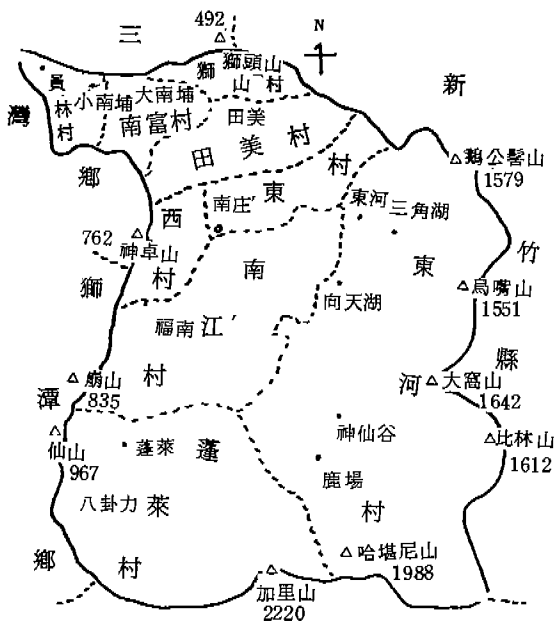 492
三
N
獅
獅頭山
山村
新
員
林
村
小南埔
大南埔
南富村
田美
灣
鄉
田美村
鵝公髻山
1579
東村
西
村
南庄
東河
三角湖
762
神卓山
竹
南
東
獅
向天湖
烏嘴山
1551
福南
江
村
縣
崩山
835
河
大窩山
1642
潭
神仙谷
比林山
1612
仙山
967
蓬萊
蓬
鹿場
八卦力
萊
村
哈堪尼山
1988
鄉
村
加里山
2220